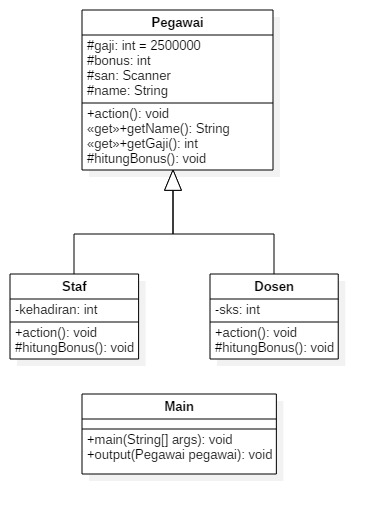 Pegawai
#gaji: int = 2500000
#bonus: int
#san: Scanner
#name: String
+action(): void
«get»+getName(): String
«get»+getGaji(): int
#hitungBonus(): void
Staf
-kehadiran: int
+action(): void
#hitungBonus(): void
Dosen
-sks: int
+action(): void
#hitungBonus(): void
Main
+main(String[] args): void
+output(Pegawai pegawai): void